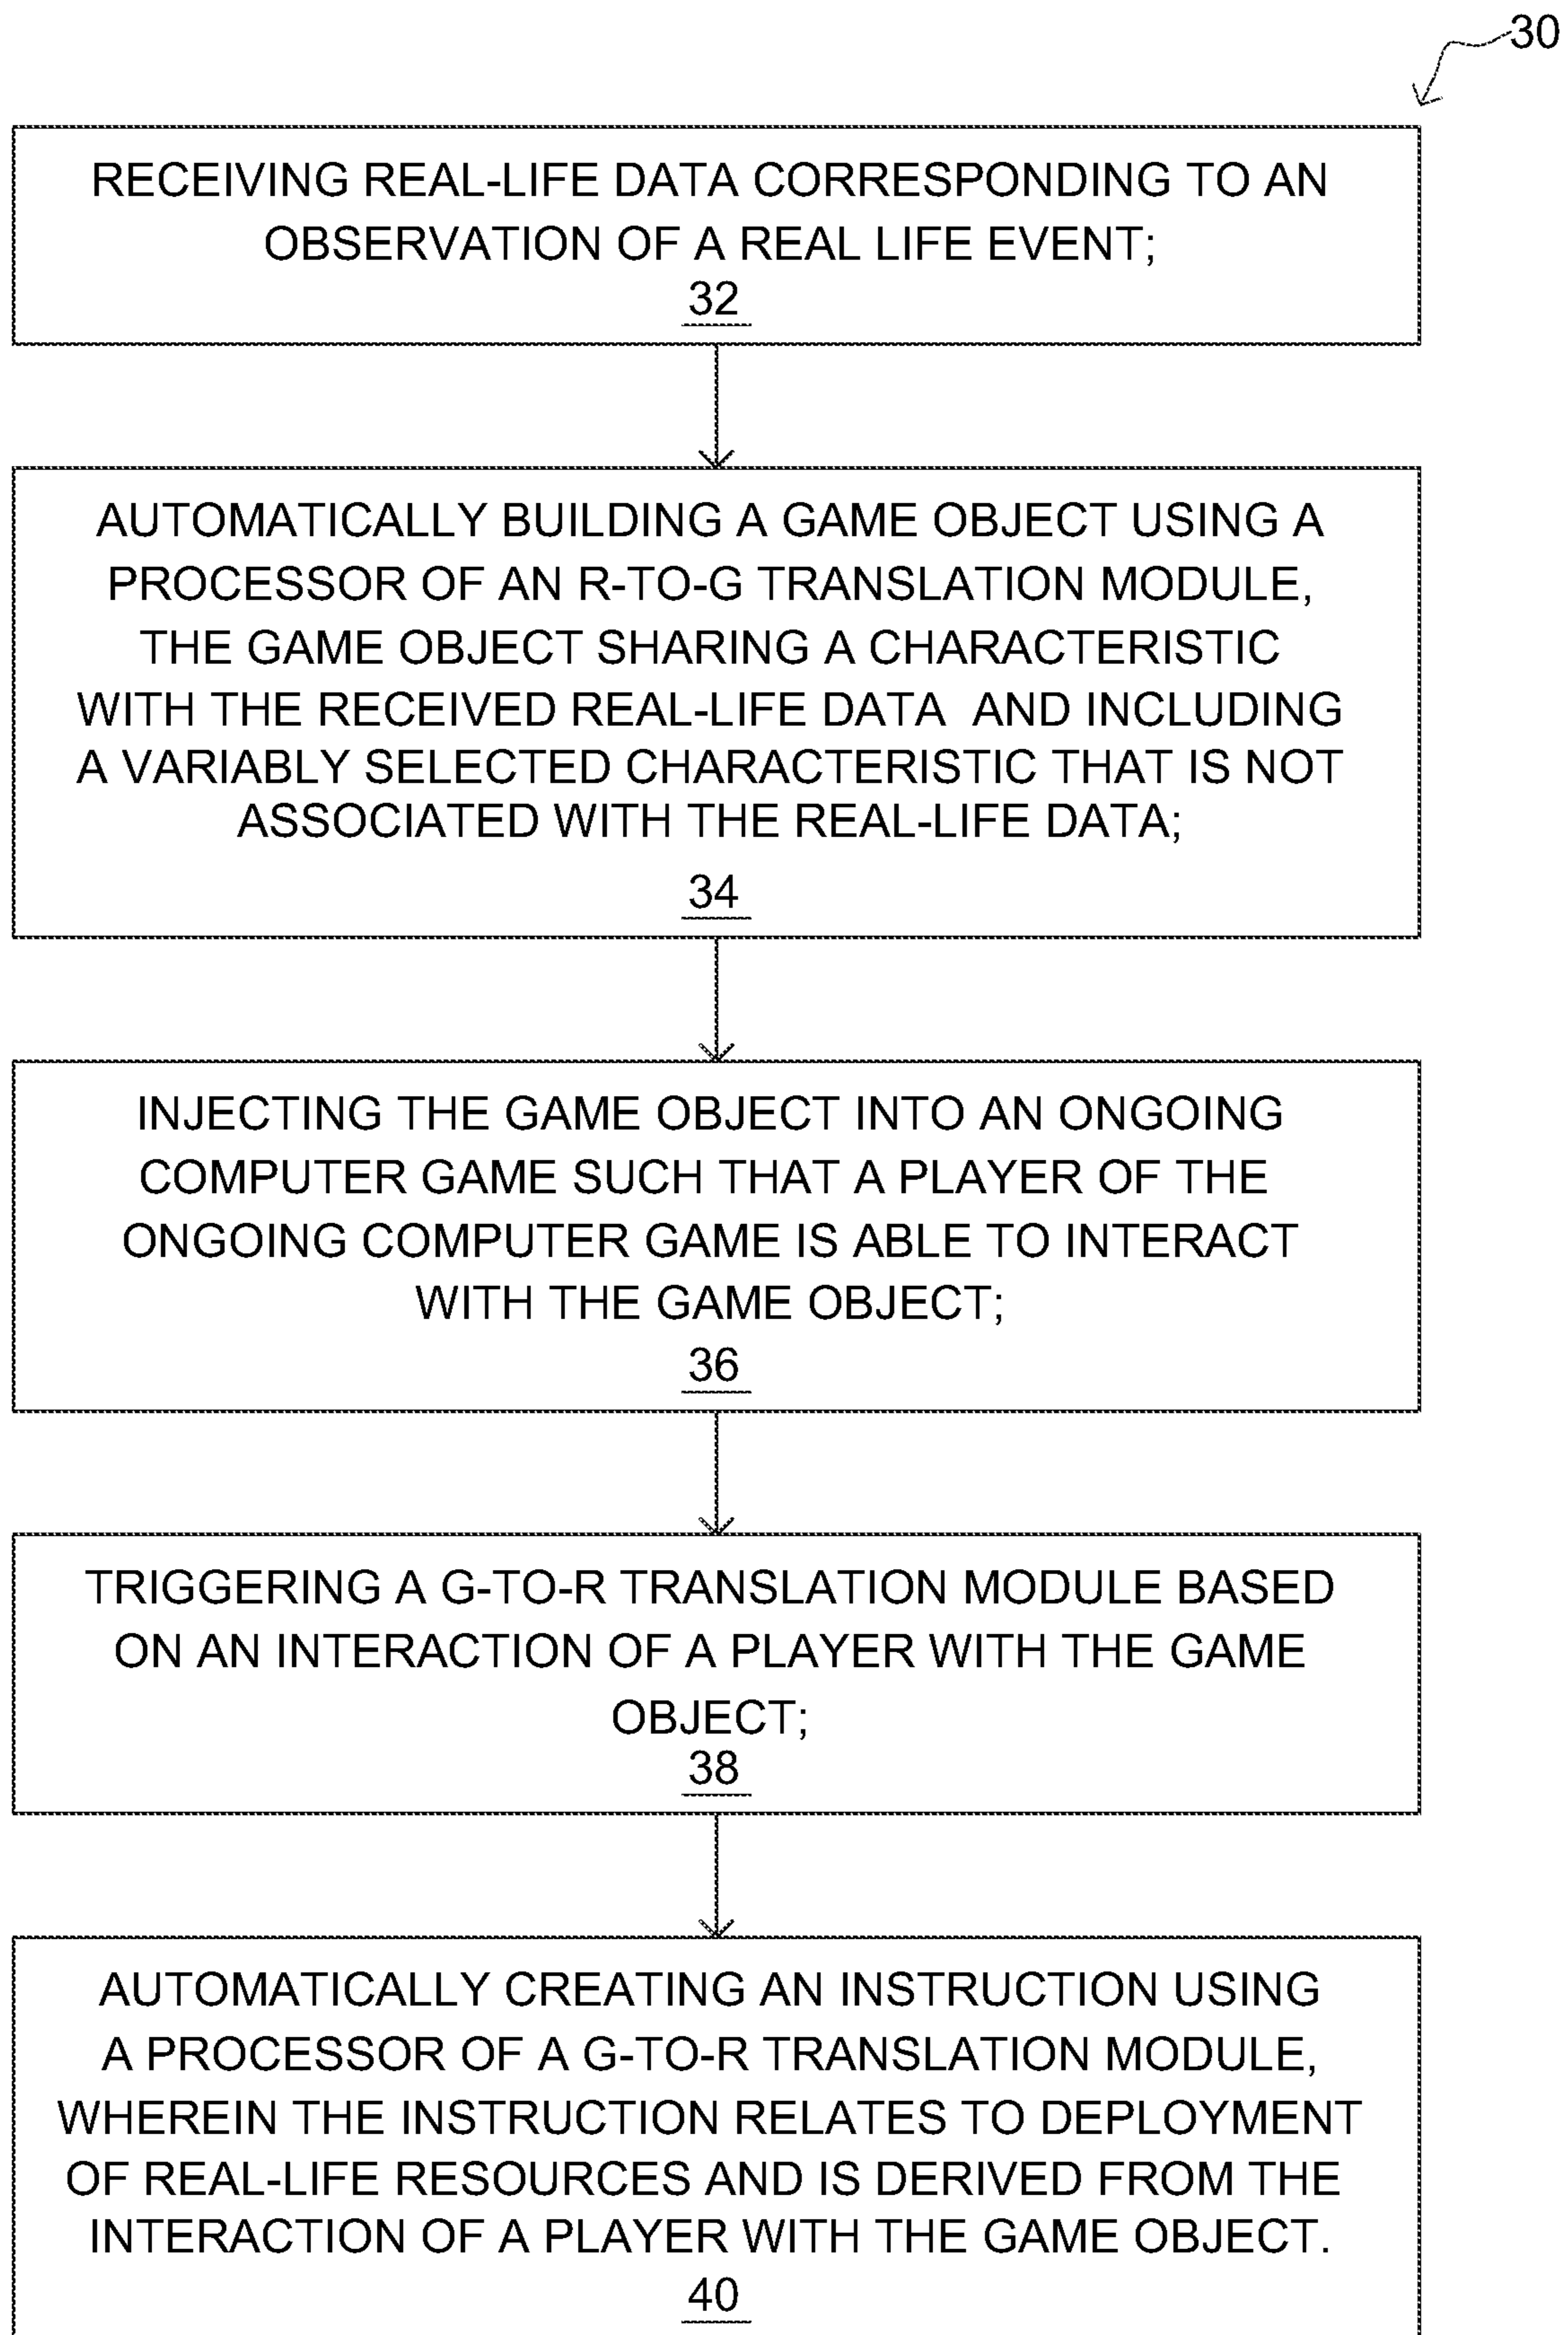 30
RECEIVING REAL-LIFE DATA CORRESPONDING TO AN
OBSERVATION OF A REAL LIFE EVENT;
32
AUTOMATICALLY BUILDING A GAME OBJECT USING A
PROCESSOR OF AN R-TO-G TRANSLATION MODULE,
THE GAME OBJECT SHARING A CHARACTERISTIC
WITH THE RECEIVED REAL-LIFE DATA AND INCLUDING
A VARIABLY SELECTED CHARACTERISTIC THAT IS NOT
ASSOCIATED WITH THE REAL-LIFE DATA;
34
INJECTING THE GAME OBJECT INTO AN ONGOING
COMPUTER GAME SUCH THAT A PLAYER OF THE
ONGOING COMPUTER GAME IS ABLE TO INTERACT
WITH THE GAME OBJECT;
36
TRIGGERING A G-TO-R TRANSLATION MODULE BASED
ON AN INTERACTION OF A PLAYER WITH THE GAME
OBJECT;
38
AUTOMATICALLY CREATING AN INSTRUCTION USING
A PROCESSOR OF A G-TO-R TRANSLATION MODULE,
WHEREIN THE INSTRUCTION RELATES TO DEPLOYMENT
OF REAL-LIFE RESOURCES AND IS DERIVED FROM THE
INTERACTION OF A PLAYER WITH THE GAME OBJECT.
40